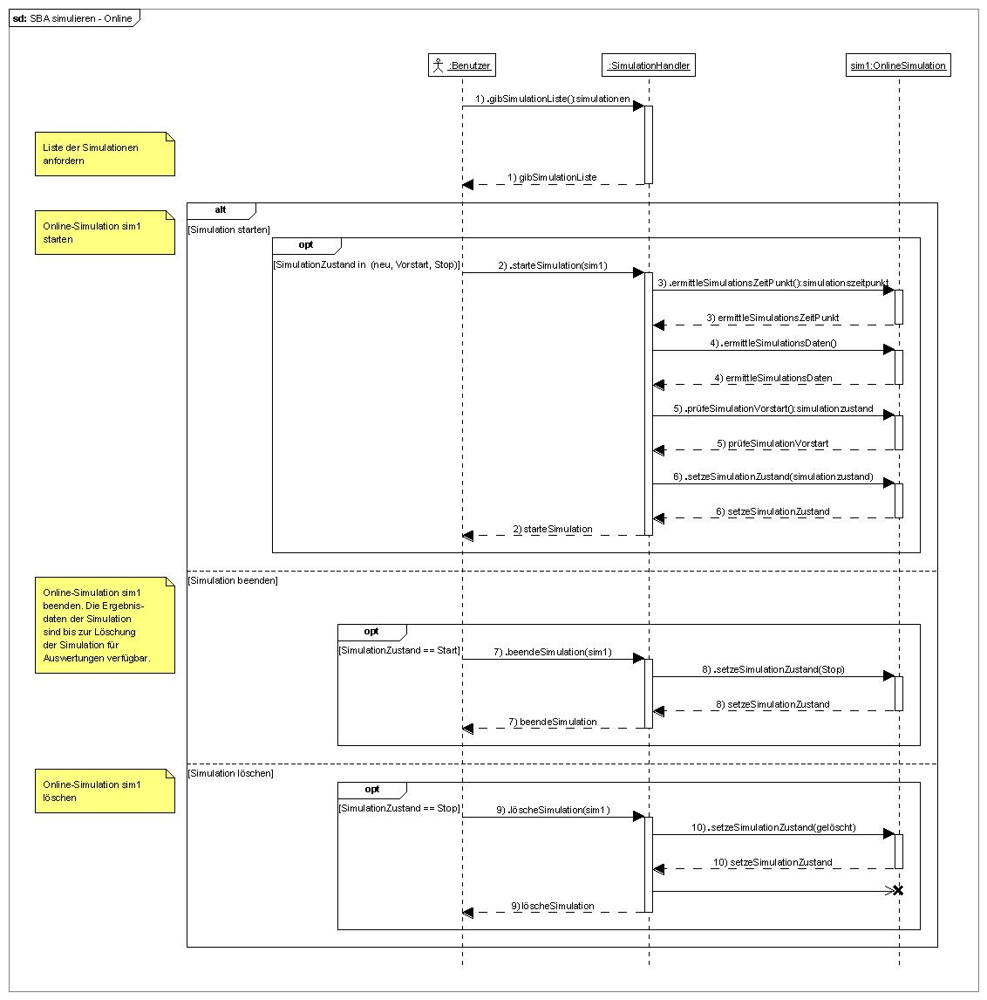 sd: SBA simulieren - Online
:Benutzer
:SimulationHandler
sim1:OnlineSimulation
1) .gibSimulationListe():simulationen
Liste der Simulationen
anfordern
1) gibSimulationListe
alt
Online-Simulation sim1
starten
[Simulation starten]
opt
[SimulationZustand in (neu, Vorstart, Stop)]
2) .starteSimulation(sim1)
3) .ermittleSimulationsZeitPunkt():simulationszeitpunkt
3) ermittleSimulationsZeitPunkt
4) .ermittleSimulationsDaten()
4) ermittleSimulationsDaten
5) .prüfeSimulationVorstart():simulationzustand
5) prüfeSimulationVorstart
6) .setzeSimulationZustand(simulationzustand)
6) setzeSimulationZustand
2) starteSimulation
[Simulation beenden]
Online-Simulation sim1
beenden. Die Ergebnis-
daten der Simulation
sind bis zur Löschung
der Simulation für
Auswertungen verfügbar.
opt
[SimulationZustand == Start]
7) .beendeSimulation(sim1)
8) .setzeSimulationZustand(Stop)
8) setzeSimulationZustand
7) beendeSimulation
[Simulation löschen]
Online-Simulation sim1
löschen
opt
[SimulationZustand == Stop]
9) .löscheSimulation(sim1)
10) .setzeSimulationZustand(gelöscht)
10) setzeSimulationZustand
9) löscheSimulation